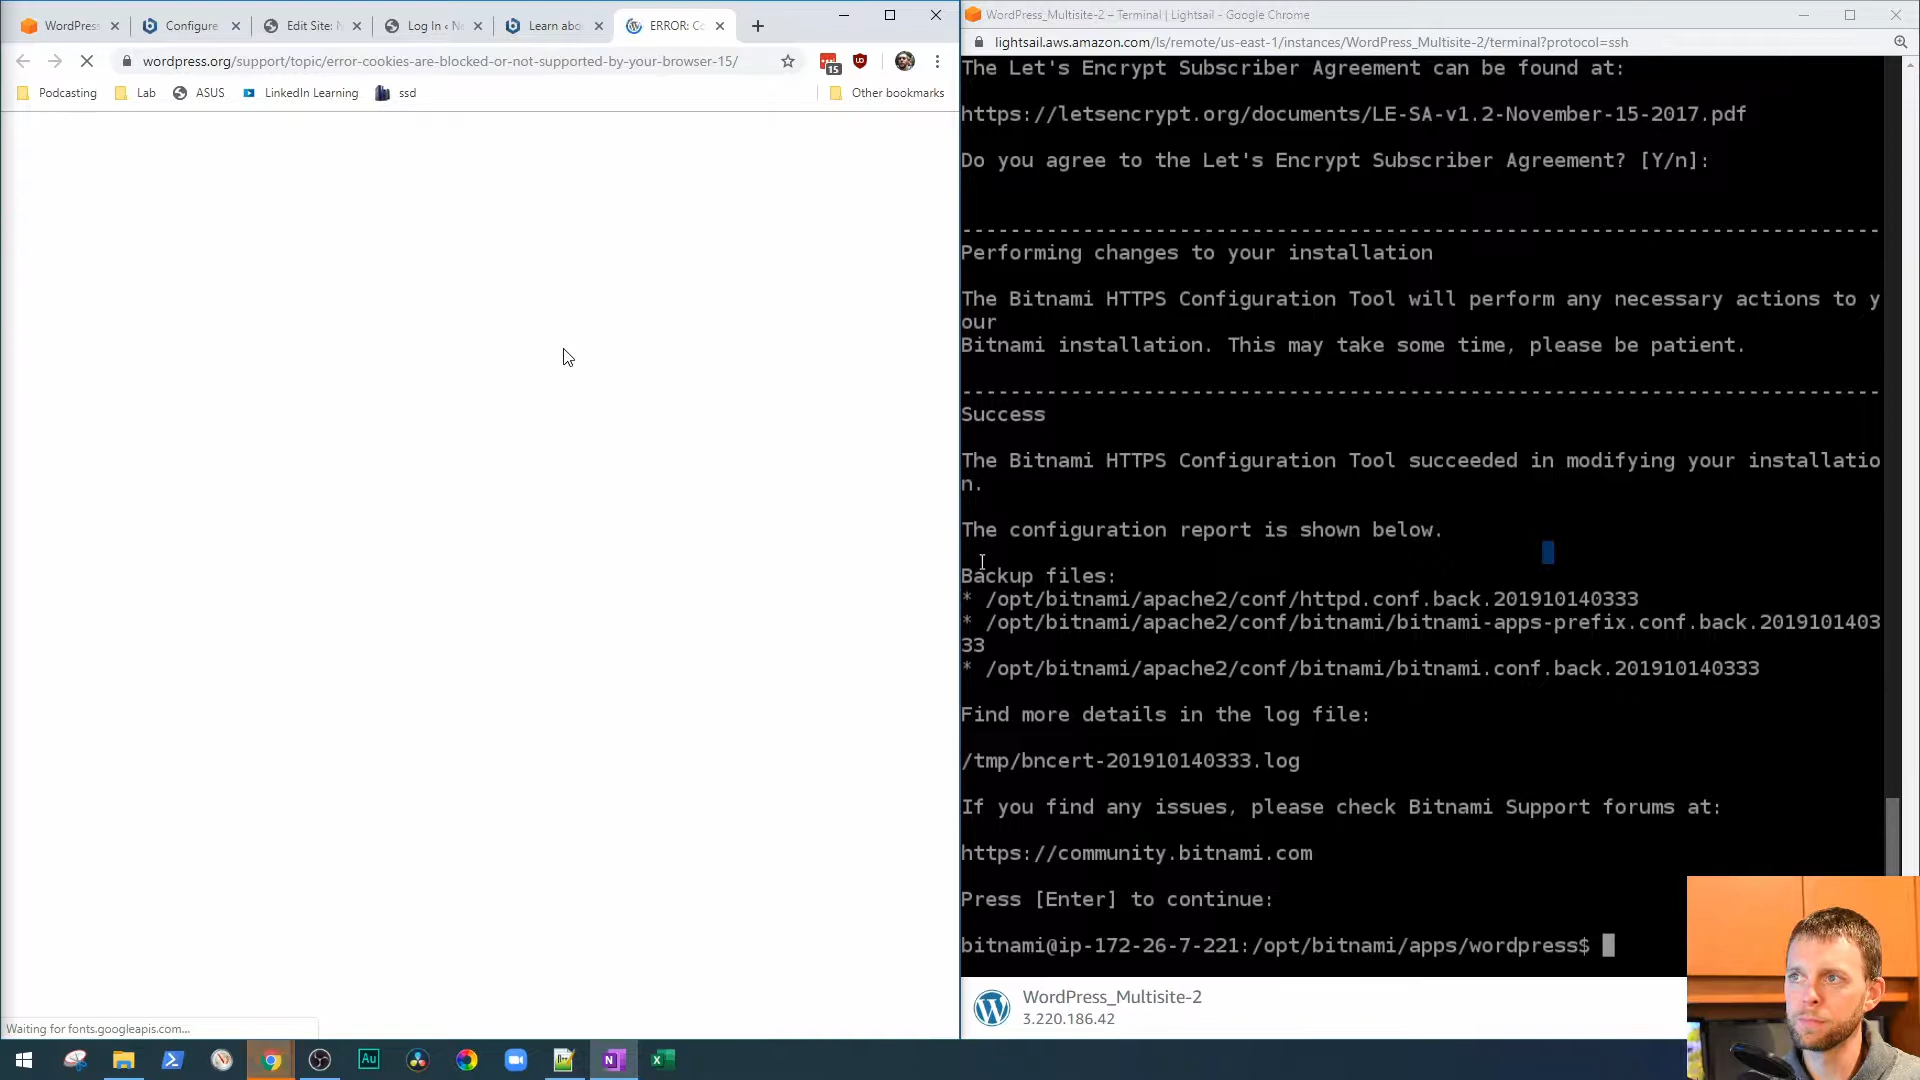 WordPres
Configure
Edit Site: N
Log In ‹ Ne
Learn abo
ERROR: Co
wordpress.org/support/topic/error-cookies-are-blocked-or-not-supported-by-your-browser-15/
15
Podcasting
Lab
ASUS
LinkedIn Learning
ssd
Other bookmarks
Waiting for fonts.googleapis.com...
WordPress_Multisite-2 – Terminal | Lightsail - Google Chrome
lightsail.aws.amazon.com/ls/remote/us-east-1/instances/WordPress_Multisite-2/terminal?protocol=ssh
The Let's Encrypt Subscriber Agreement can be found at:
https://letsencrypt.org/documents/LE-SA-v1.2-November-15-2017.pdf
Do you agree to the Let's Encrypt Subscriber Agreement? [Y/n]:
----------------------------------------------------------------------------
Performing changes to your installation
The Bitnami HTTPS Configuration Tool will perform any necessary actions to y
our
Bitnami installation. This may take some time, please be patient.
----------------------------------------------------------------------------
Success
The Bitnami HTTPS Configuration Tool succeeded in modifying your installatio
n.
The configuration report is shown below.
Backup files:
* /opt/bitnami/apache2/conf/httpd.conf.back.201910140333
* /opt/bitnami/apache2/conf/bitnami/bitnami-apps-prefix.conf.back.2019101403
33
* /opt/bitnami/apache2/conf/bitnami/bitnami.conf.back.201910140333
Find more details in the log file:
/tmp/bncert-201910140333.log
If you find any issues, please check Bitnami Support forums at:
https://community.bitnami.com
Press [Enter] to continue:
bitnami@ip-172-26-7-221:/opt/bitnami/apps/wordpress$
WordPress_Multisite-2
3.220.186.42
Au